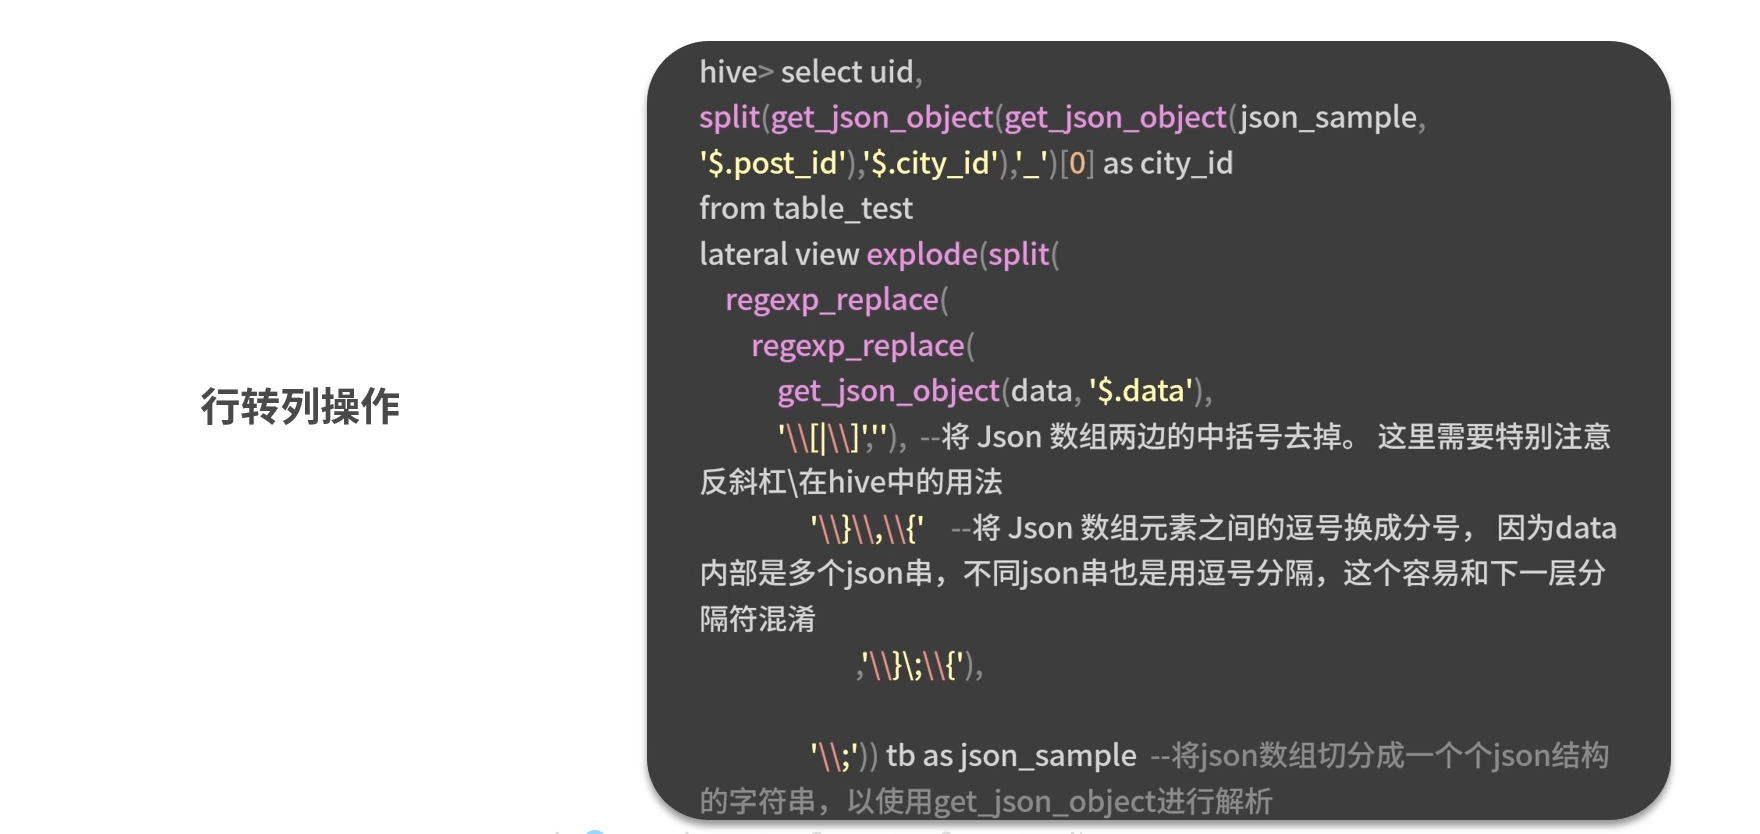 hive> select uid,
split(get_json_object(get_json_object(json_sample,
'$.post_id'),'$.city_id'),'_')[0] as city_id
from table_test
lateral view explode(split(
regexp_replace(
regexp_replace(
行转列操作
get_json_object(data, '$.data'),
'\\[|\\]',''), --将 Json 数组两边的中括号去掉。 这里需要特别注意
反斜杠\在hive中的用法
'\\}\\,\\{' --将 Json 数组元素之间的逗号换成分号， 因为data
内部是多个json串，不同json串也是用逗号分隔，这个容易和下一层分
隔符混淆
,'\\}\;\\{'),
'\\;')) tb as json_sample --将json数组切分成一个个json结构
的字符串，以使用get_json_object进行解析